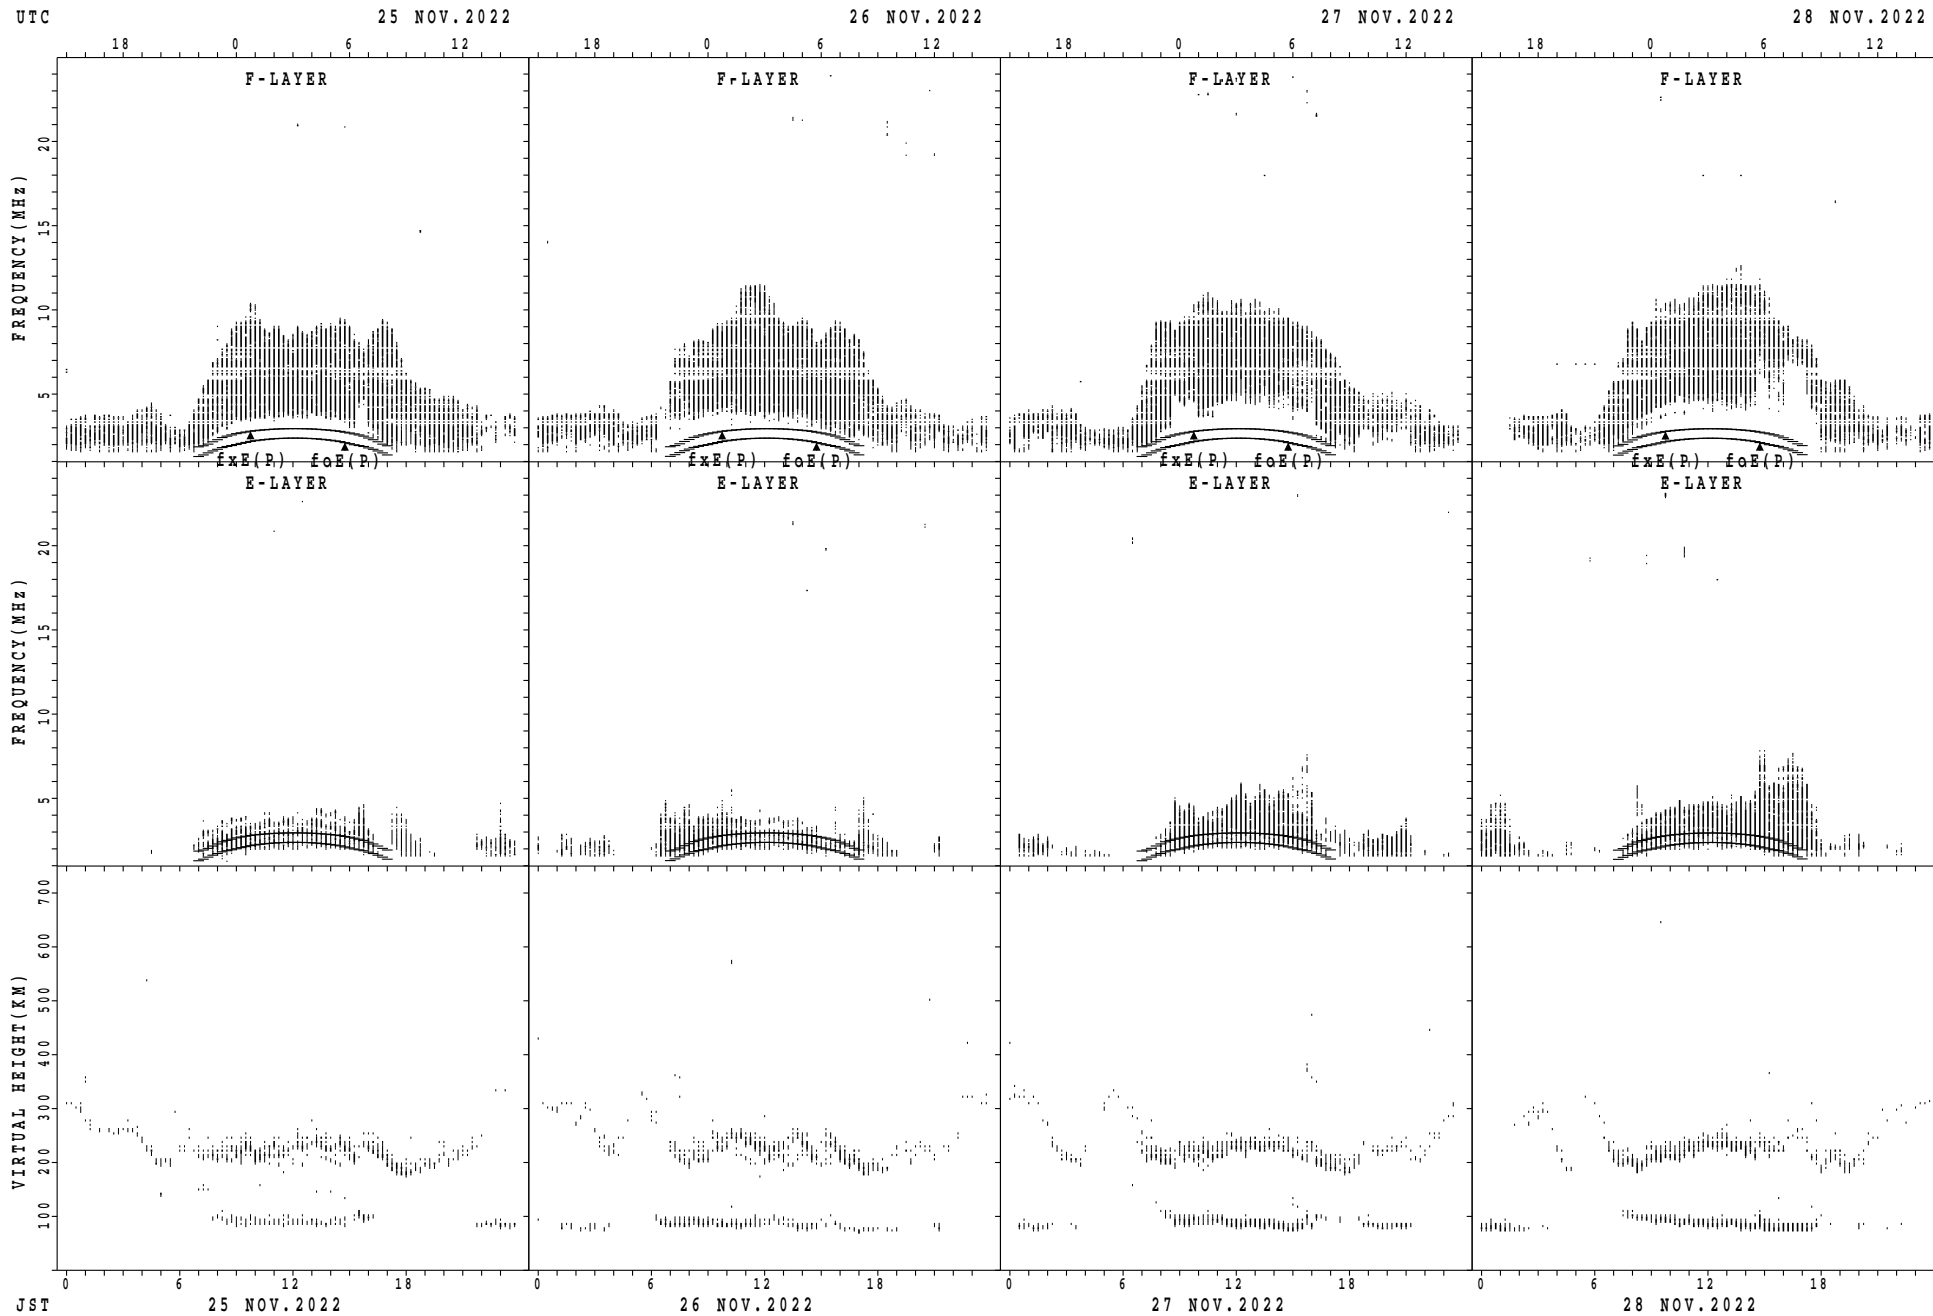 UTC 25 NOV.2022 26 NOV.2022 27 NOV.2022 28 NOV.2022
18 0 6 12 18 0 6 12 18 0 6 12 18 0 6 12
F-LAYER F-LAYER F-LAYER F-LAYER
FREQUENCY(MHz)
20
15
10
5
fxE(P) foE(P) fxE(P) foE(P) fxE(P) foE(P) fxE(P) foE(P)
E-LAYER E-LAYER E-LAYER E-LAYER
FREQUENCY(MHz)
20
15
10
5
VIRTUAL HEIGHT(KM)
700
600
500
400
300
200
100
0 6 12 18 0 6 12 18 0 6 12 18 0 6 12 18
JST 25 NOV.2022 26 NOV.2022 27 NOV.2022 28 NOV.2022